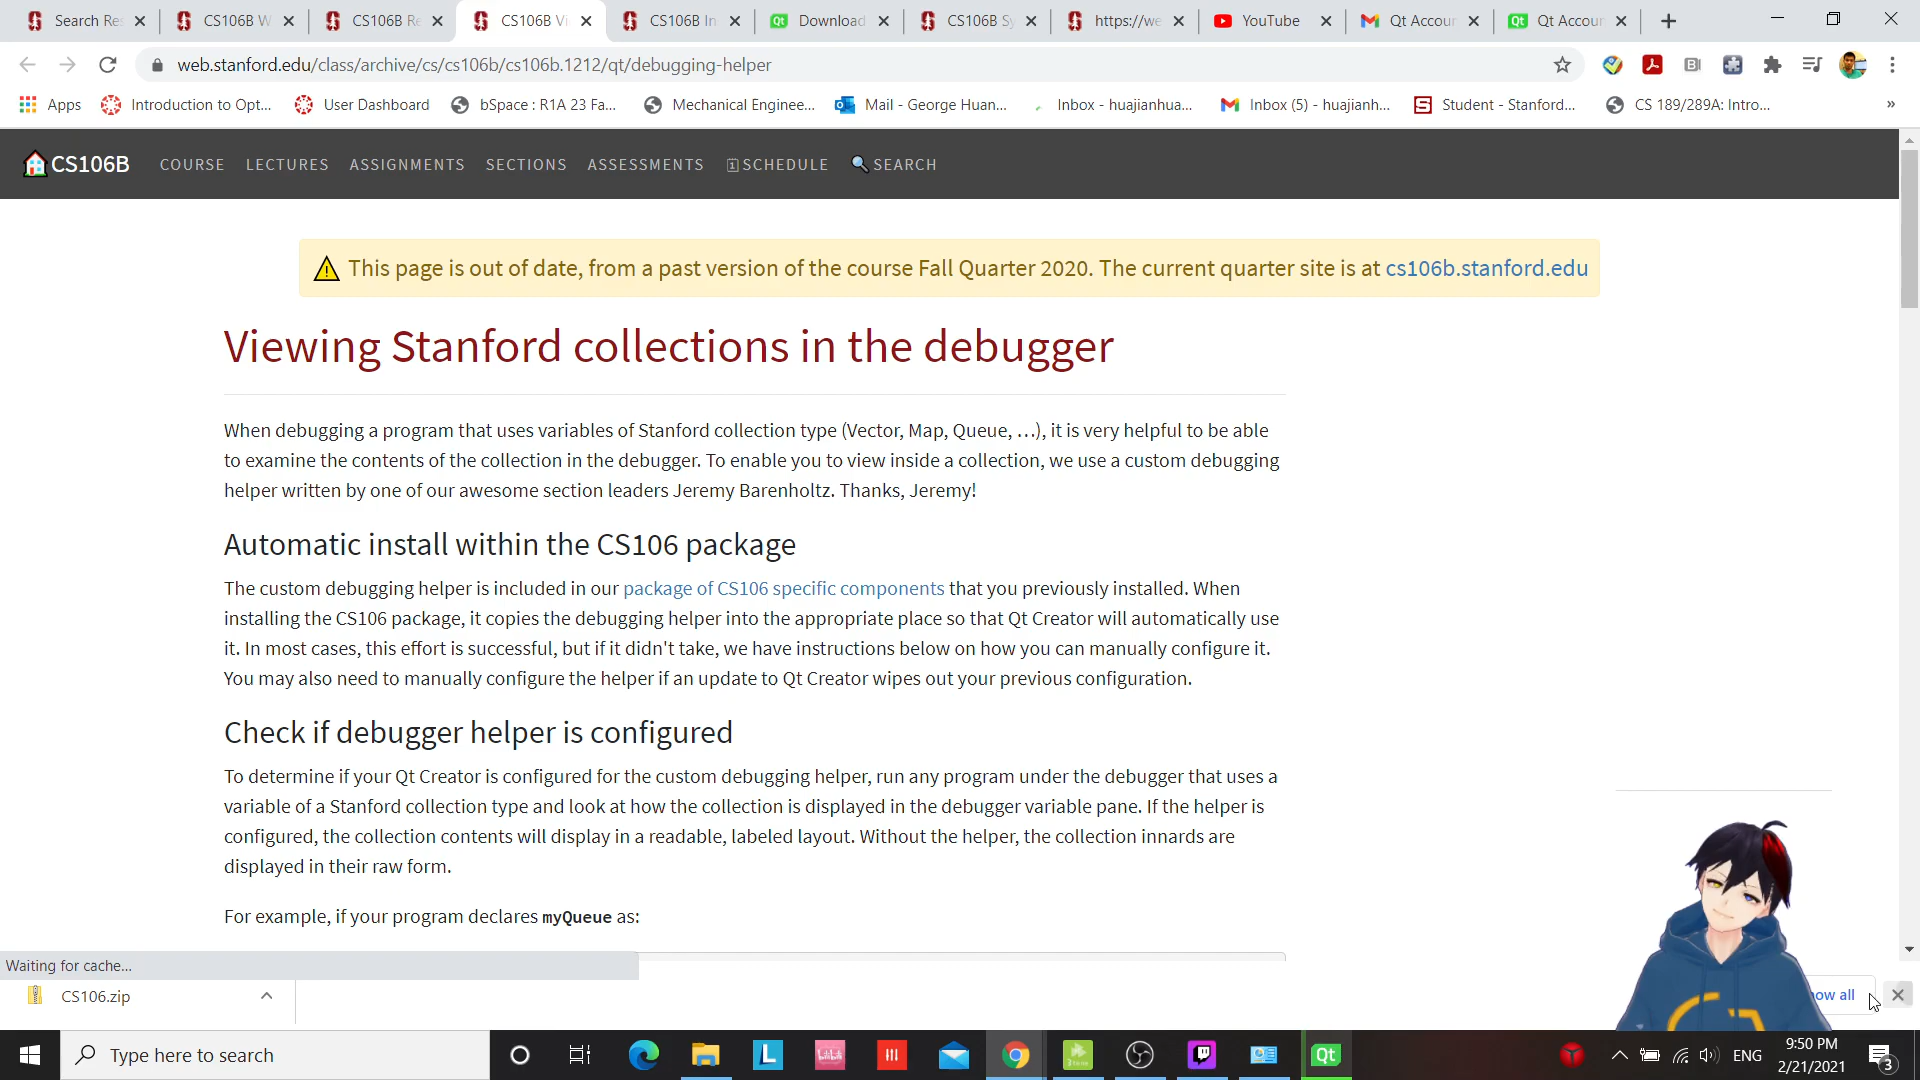 Search Res
CS106B W
CS106B Re
CS106B Vi
CS106B In
Download
CS106B Sy
https://we
YouTube
Qt Accoun
Qt Accoun
web.stanford.edu/class/archive/cs/cs106b/cs106b.1212/qt/debugging-helper
Apps
Introduction to Opt...
User Dashboard
bSpace : R1A 23 Fa...
Mechanical Enginee...
Mail - George Huan...
Inbox - huajianhua...
Inbox (5) - huajianh...
Student - Stanford...
CS 189/289A: Intro...
»
CS106B
COURSE
LECTURES
ASSIGNMENTS
SECTIONS
ASSESSMENTS
SCHEDULE
SEARCH
This page is out of date, from a past version of the course Fall Quarter 2020. The current quarter site is at cs106b.stanford.edu
Viewing Stanford collections in the debugger
When debugging a program that uses variables of Stanford collection type (Vector, Map, Queue, …), it is very helpful to be able
to examine the contents of the collection in the debugger. To enable you to view inside a collection, we use a custom debugging
helper written by one of our awesome section leaders Jeremy Barenholtz. Thanks, Jeremy!
Automatic install within the CS106 package
The custom debugging helper is included in our package of CS106 specific components that you previously installed. When
installing the CS106 package, it copies the debugging helper into the appropriate place so that Qt Creator will automatically use
it. In most cases, this effort is successful, but if it didn't take, we have instructions below on how you can manually configure it.
You may also need to manually configure the helper if an update to Qt Creator wipes out your previous configuration.
Check if debugger helper is configured
To determine if your Qt Creator is configured for the custom debugging helper, run any program under the debugger that uses a
variable of a Stanford collection type and look at how the collection is displayed in the debugger variable pane. If the helper is
configured, the collection contents will display in a readable, labeled layout. Without the helper, the collection innards are
displayed in their raw form.
For example, if your program declares myQueue as:
Waiting for cache...
CS106.zip
ow all
Type here to search
L
Qt
ENG
9:50 PM
2/21/2021
3